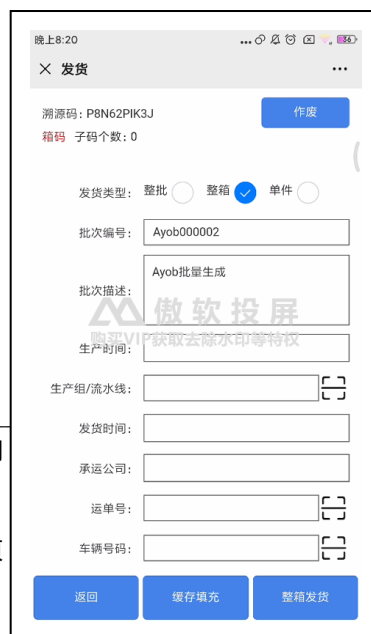 晚上8:20
36
发货
溯源码: P8N62PIK3J
作废
箱码 子码个数: 0
发货类型: 整批 整箱 单件
批次编号: Ayob000002
批次描述: Ayob批量生成
傲软投屏
购买VIP获取去除水印等特权
生产时间:
生产组/流水线:
发货时间:
承运公司:
运单号:
车辆号码:
返回 缓存填充 整箱发货